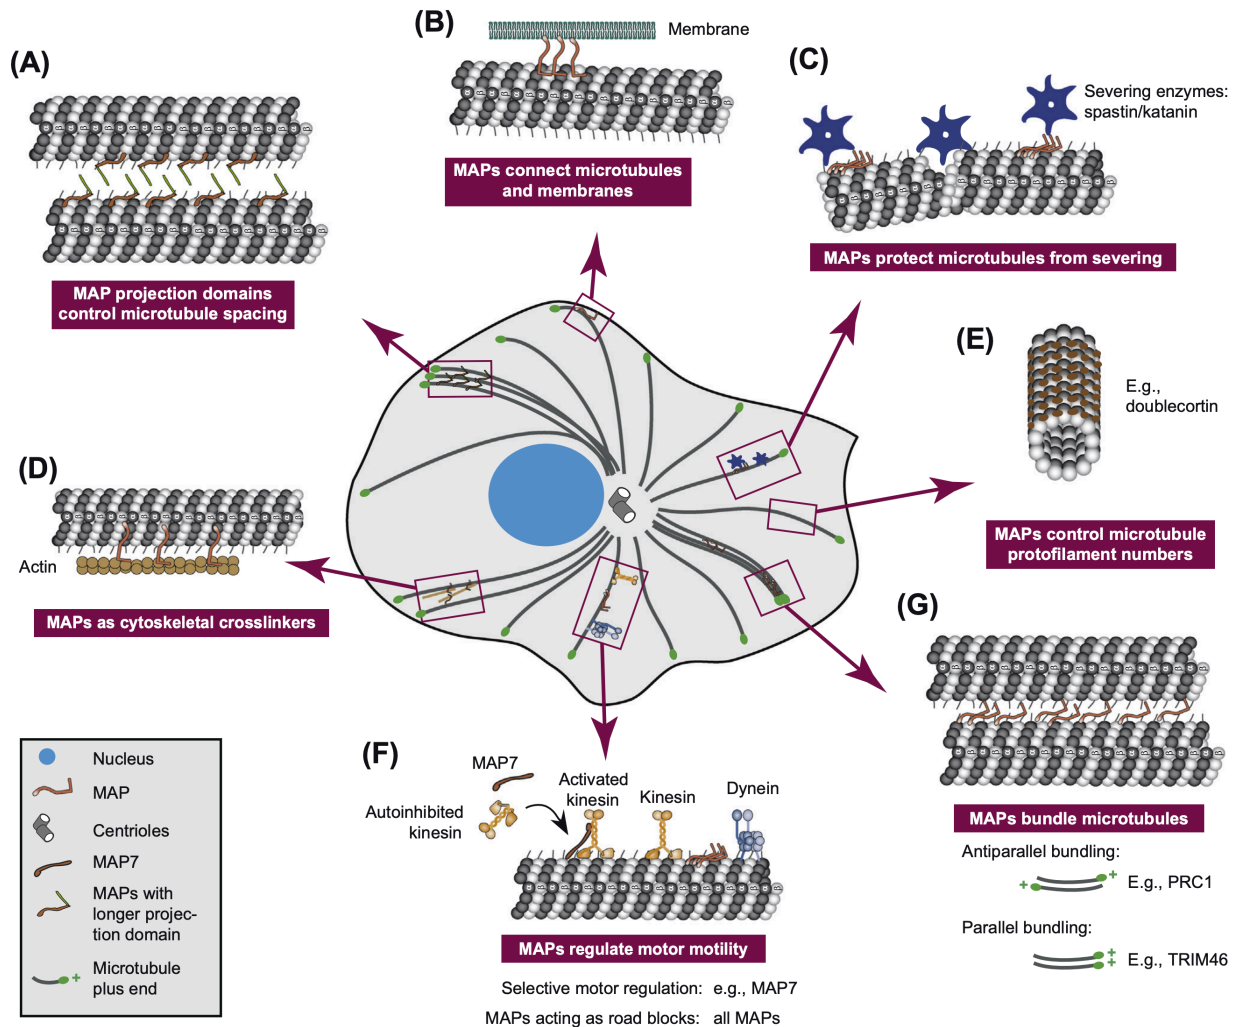 (A)
MAP projection domains
control microtubule spacing
(B)
Membrane
MAPs connect microtubules
and membranes
(C)
Severing enzymes:
spastin/katanin
MAPs protect microtubules from severing
(D)
Actin
MAPs as cytoskeletal crosslinkers
(E)
E.g.,
doublecortin
MAPs control microtubule
protofilament numbers
(F)
MAP7
Autoinhibited
kinesin
Activated
kinesin
Kinesin
Dynein
MAPs regulate motor motility
Selective motor regulation: e.g., MAP7
MAPs acting as road blocks: all MAPs
(G)
MAPs bundle microtubules
Antiparallel bundling:
+ + E.g., PRC1
Parallel bundling:
+ + E.g., TRIM46
Nucleus
MAP
Centrioles
MAP7
MAPs with
longer projec-
tion domain
+ Microtubule
plus end